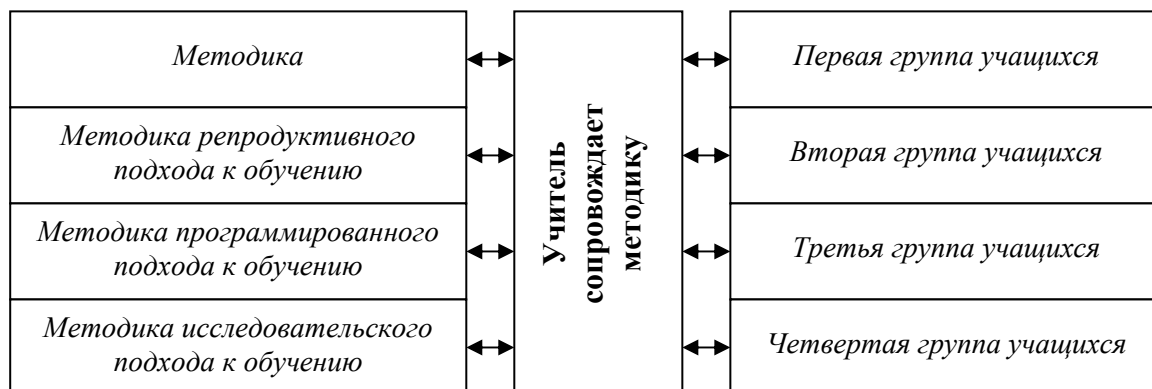 Методика
Методика репродуктивного
подхода к обучению
Методика программированного
подхода к обучению
Методика исследовательского
подхода к обучению
Учитель
сопровождает
методику
Первая группа учащихся
Вторая группа учащихся
Третья группа учащихся
Четвертая группа учащихся